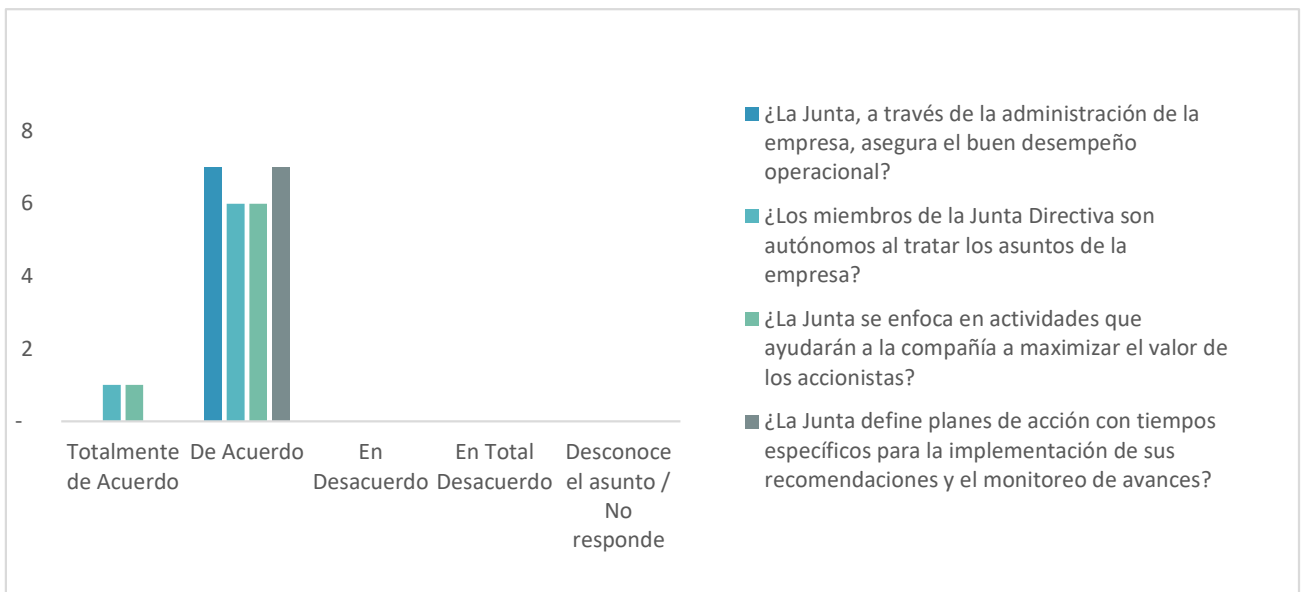 8
6
4
2
-
Totalmente
de Acuerdo
De Acuerdo
En
Desacuerdo
En Total
Desacuerdo
Desconoce
el asunto /
No
responde
¿La Junta, a través de la administración de la
empresa, asegura el buen desempeño
operacional?
¿Los miembros de la Junta Directiva son
autónomos al tratar los asuntos de la
empresa?
¿La Junta se enfoca en actividades que
ayudarán a la compañía a maximizar el valor de
los accionistas?
¿La Junta define planes de acción con tiempos
específicos para la implementación de sus
recomendaciones y el monitoreo de avances?